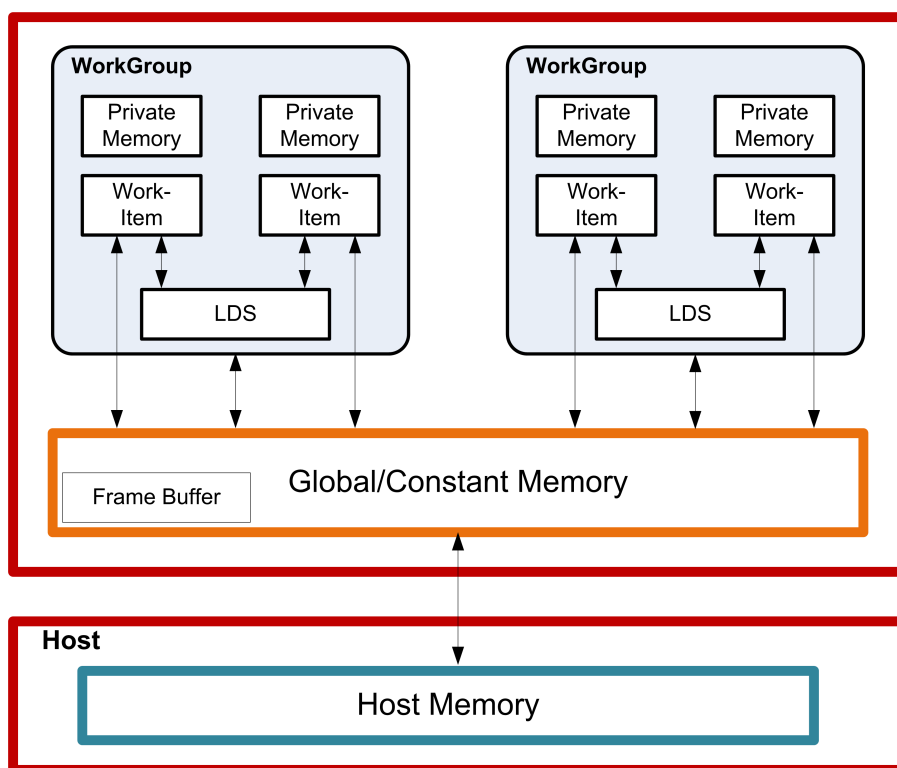 WorkGroup
Private
Memory
Private
Memory
Work-
Item
Work-
Item
LDS
WorkGroup
Private
Memory
Private
Memory
Work-
Item
Work-
Item
LDS
Global/Constant Memory
Frame Buffer
Host
Host Memory